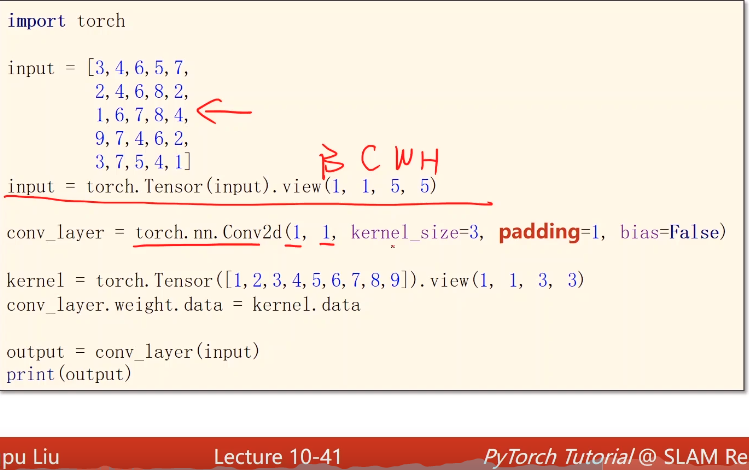 import torch
input = [3,4,6,5,7,
2,4,6,8,2,
1,6,7,8,4,
9,7,4,6,2,
3,7,5,4,1]
B C W H
input = torch.Tensor(input).view(1, 1, 5, 5)
conv_layer = torch.nn.Conv2d(1, 1, kernel_size=3, padding=1, bias=False)
kernel = torch.Tensor([1,2,3,4,5,6,7,8,9]).view(1, 1, 3, 3)
conv_layer.weight.data = kernel.data
output = conv_layer(input)
print(output)
pu Liu Lecture 10-41 PyTorch Tutorial @ SLAM Re